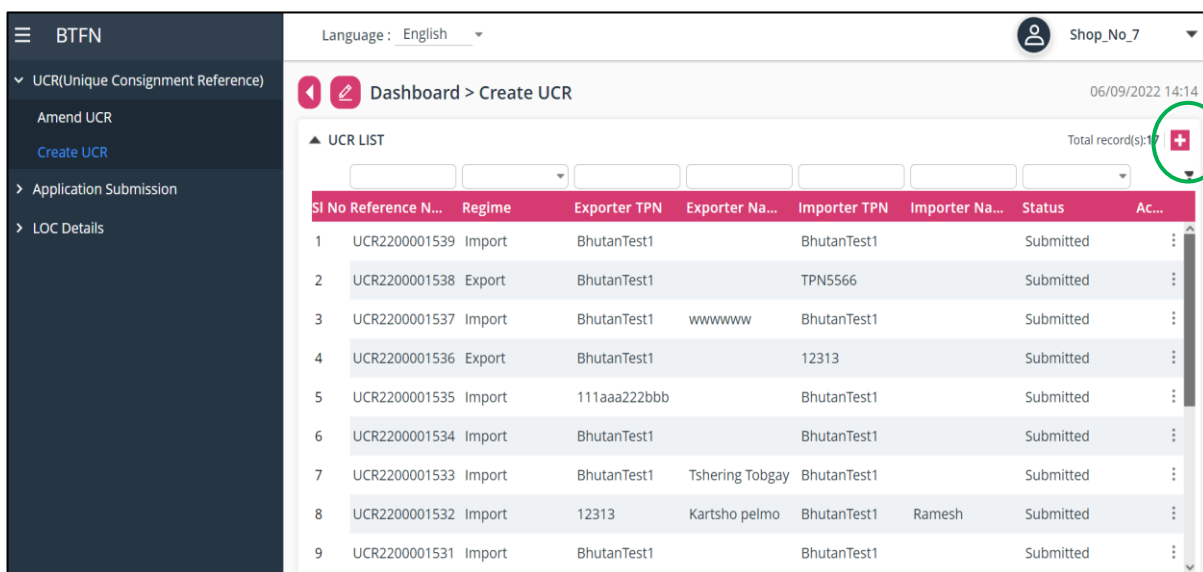 BTFN Language : English Shop_No_7
UCR(Unique Consignment Reference)
Dashboard > Create UCR 06/09/2022 14:14
Amend UCR
UCR LIST Total record(s):17
Create UCR
Application Submission
LOC Details
Sl No Reference N... Regime Exporter TPN Exporter Na... Importer TPN Importer Na... Status Ac...
1 UCR2200001539 Import BhutanTest1 BhutanTest1 Submitted
2 UCR2200001538 Export BhutanTest1 TPN5566 Submitted
3 UCR2200001537 Import BhutanTest1 wwwwww BhutanTest1 Submitted
4 UCR2200001536 Export BhutanTest1 12313 Submitted
5 UCR2200001535 Import 111aaa222bbb BhutanTest1 Submitted
6 UCR2200001534 Import BhutanTest1 BhutanTest1 Submitted
7 UCR2200001533 Import BhutanTest1 Tshering Tobgay BhutanTest1 Submitted
8 UCR2200001532 Import 12313 Kartsho pelmo BhutanTest1 Ramesh Submitted
9 UCR2200001531 Import BhutanTest1 BhutanTest1 Submitted